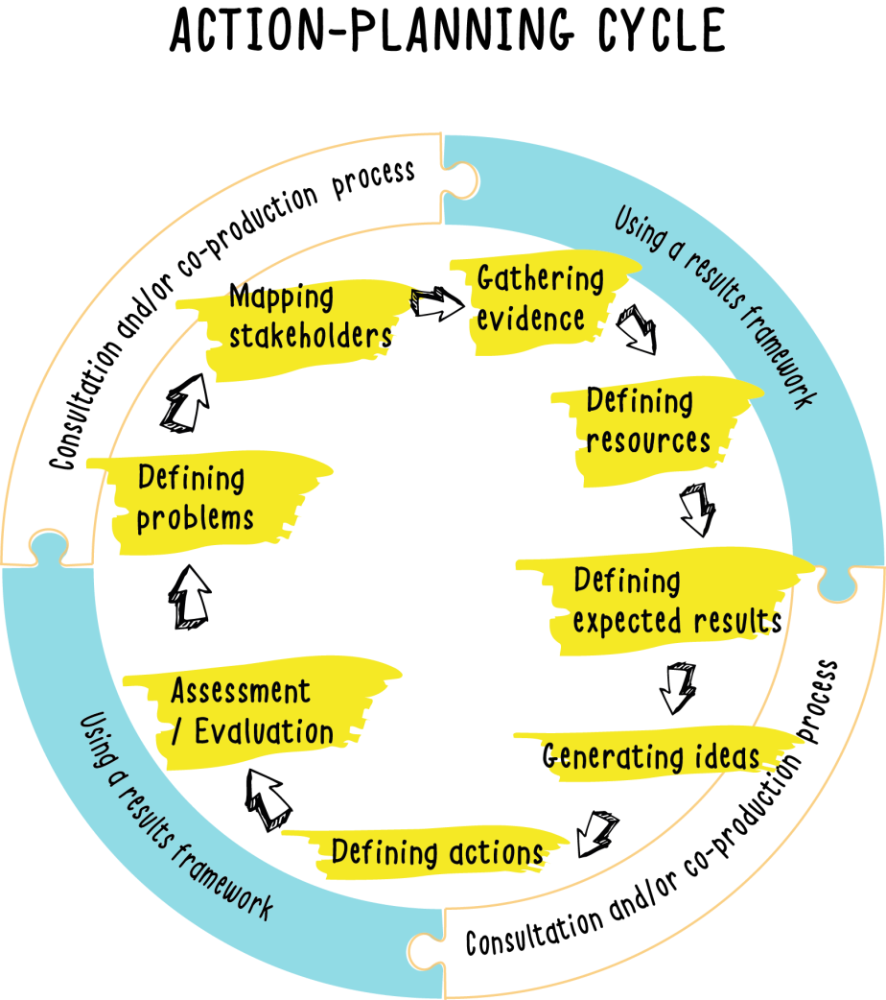 ACTION-PLANNING CYCLE
Consultation and/or co-production process
Using a results framework
Mapping
stakeholders
Gathering
evidence
Defining
resources
Defining
problems
Defining
expected results
Assessment
/ Evaluation
Generating ideas
Defining actions
Using a results framework
Consultation and/or co-production process